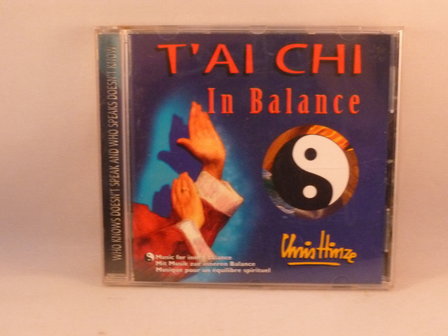 WHO KNOWS DOESN'T SPEAK AND WHO SPEAKS DOESN'T KNOW
T'AI CHI
In Balance
Chris Hinze
Music for inner Balance
Mit Musik zur inneren Balance
Musique pour un equilibre spirituel